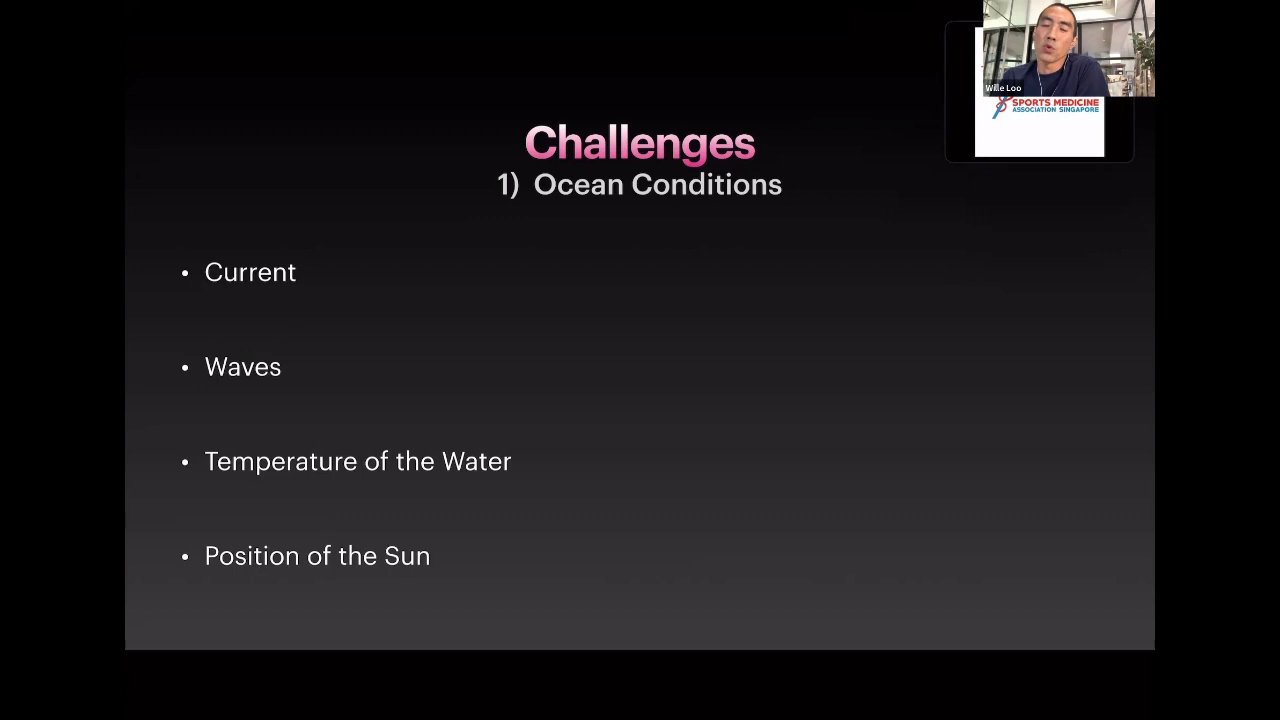 Wille Loo
SPORTS MEDICINE
ASSOCIATION SINGAPORE
Challenges
1) Ocean Conditions
• Current
• Waves
• Temperature of the Water
• Position of the Sun